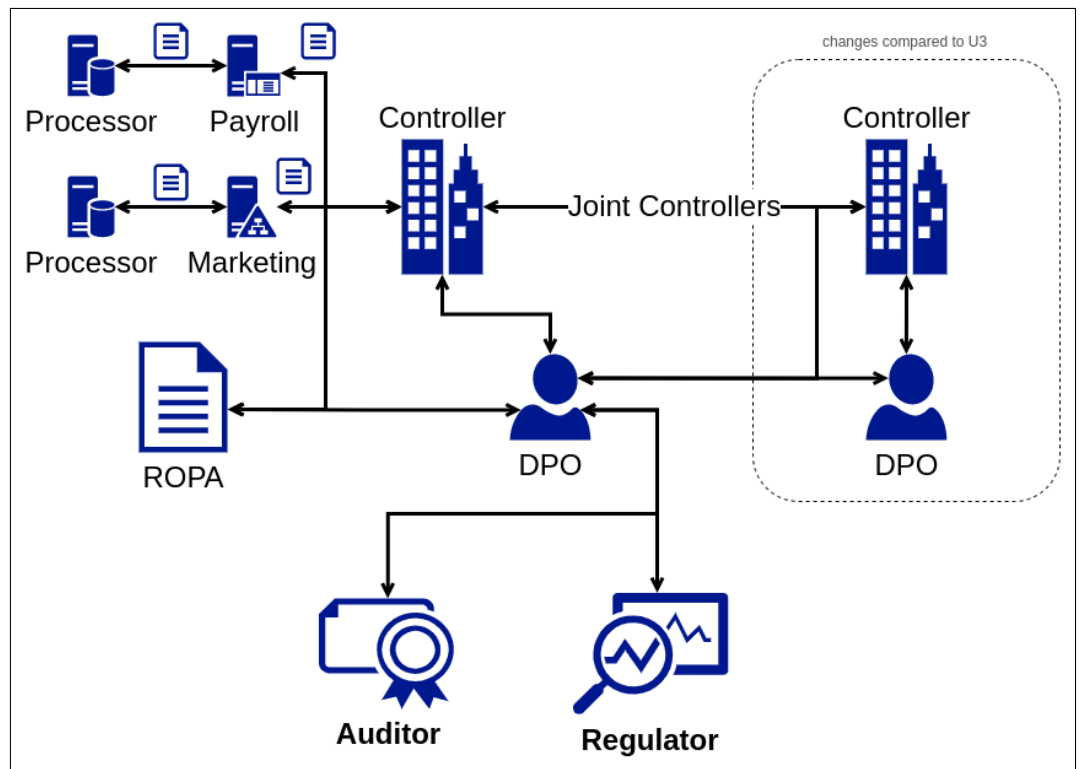 changes compared to U3
Processor
Payroll
Controller
Controller
Joint Controllers
Processor
Marketing
ROPA
DPO
DPO
Auditor
Regulator